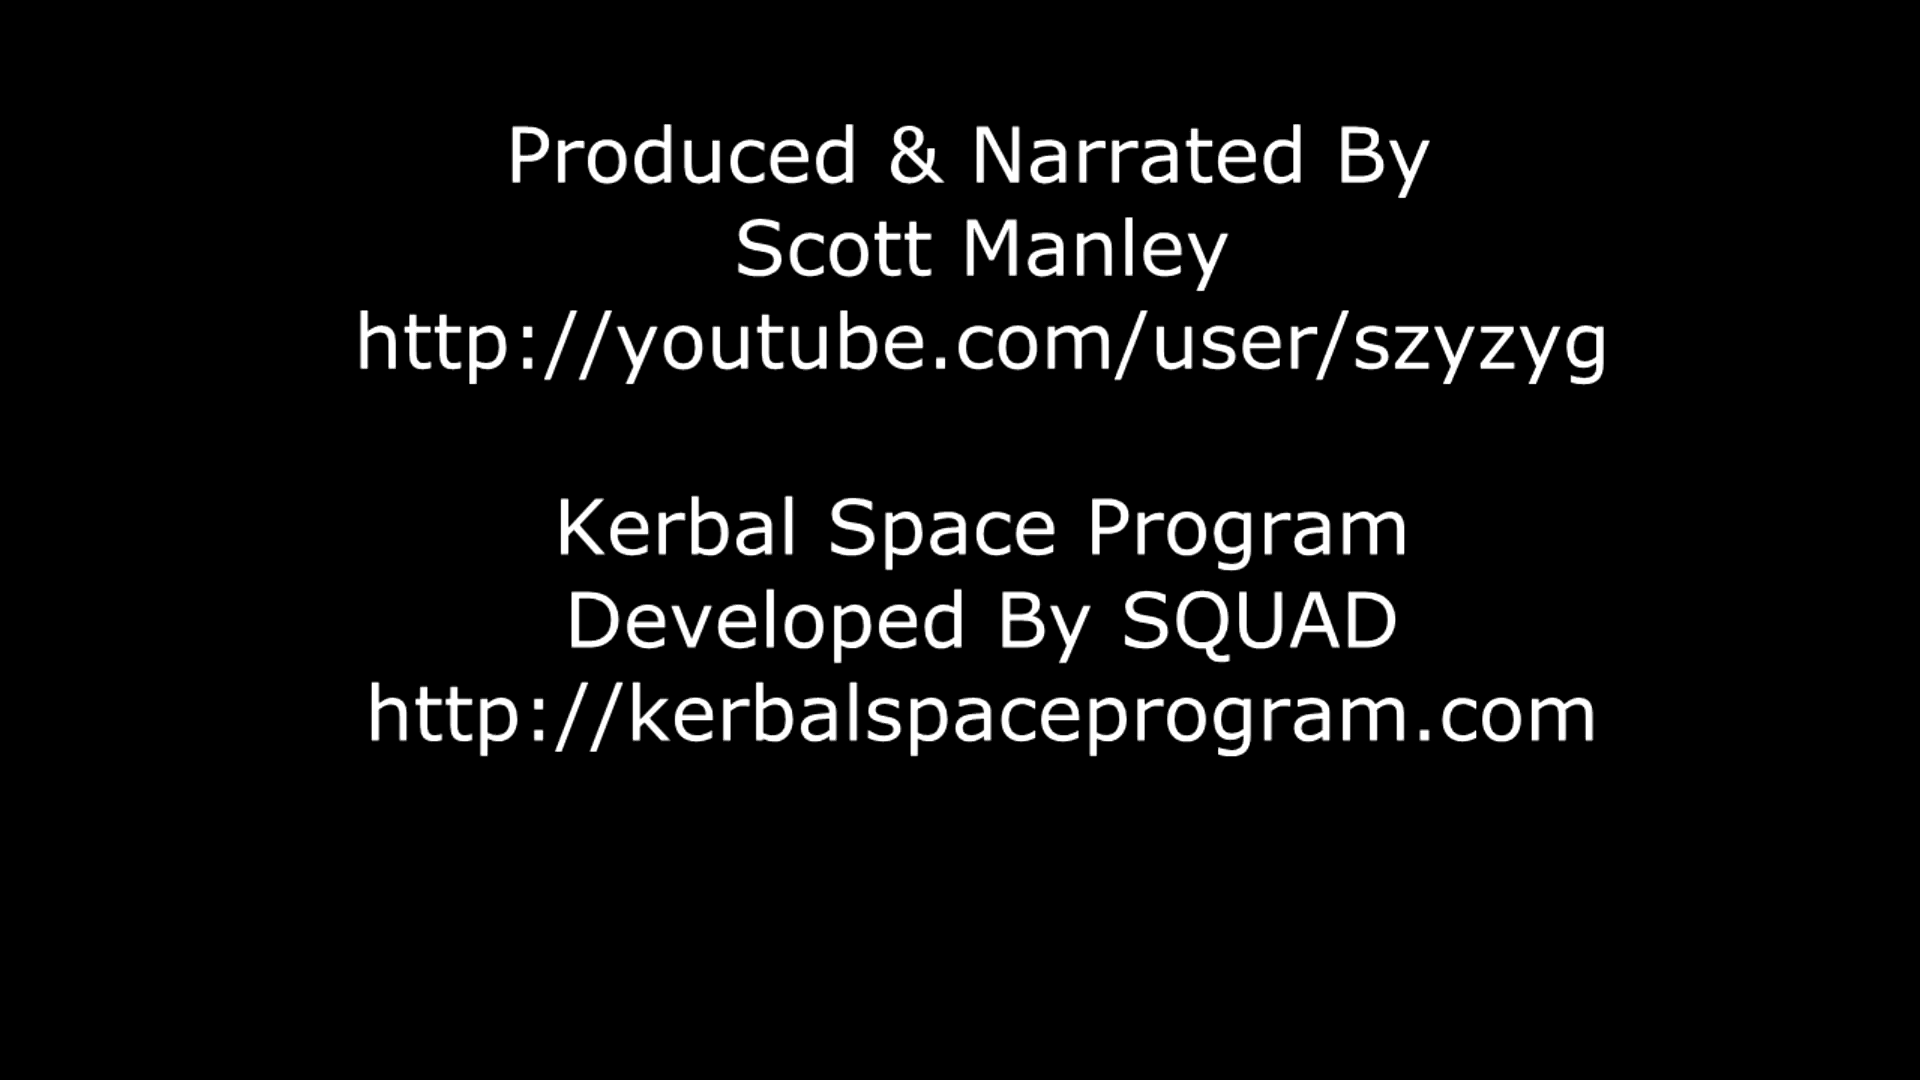 Produced & Narrated By
Scott Manley
http://youtube.com/user/szyzyg
Kerbal Space Program
Developed By SQUAD
http://kerbalspaceprogram.com